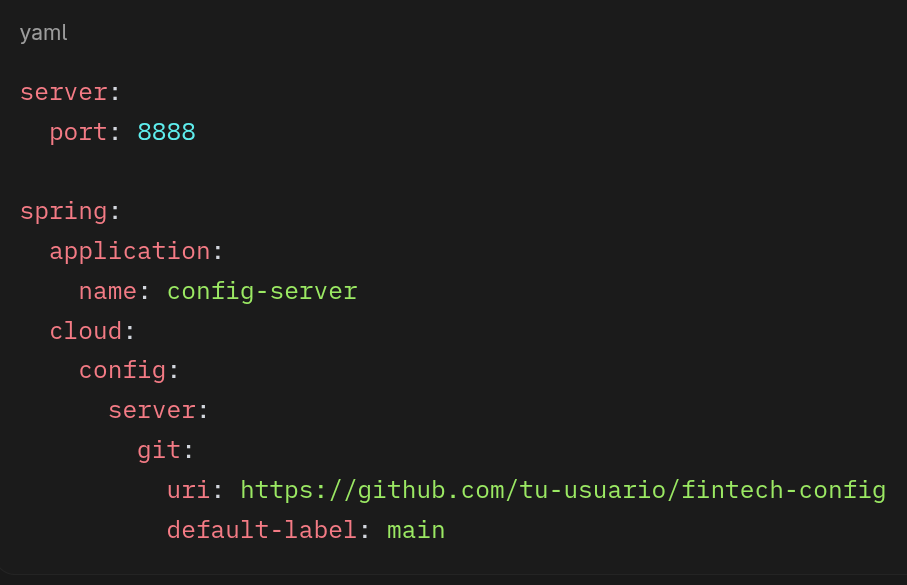 yaml
server:
  port: 8888
spring:
  application:
    name: config-server
  cloud:
    config:
      server:
        git:
          uri: https://github.com/tu-usuario/fintech-config
          default-label: main